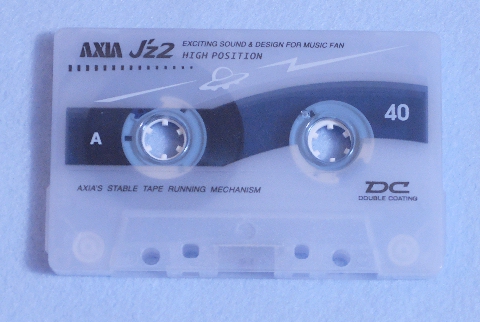 AXIA J'z2 EXCITING SOUND & DESIGN FOR MUSIC FAN
HIGH POSITION
A
40
AXIA'S STABLE TAPE RUNNING MECHANISM
DC
DOUBLE COATING